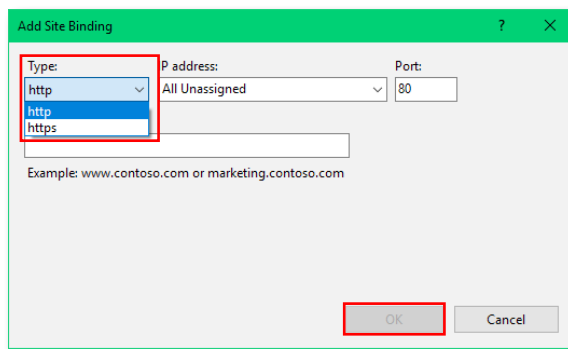 Add Site Binding ? ×
Type: P address: Port:
http All Unassigned 80
http
https
Example: www.contoso.com or marketing.contoso.com
OK Cancel